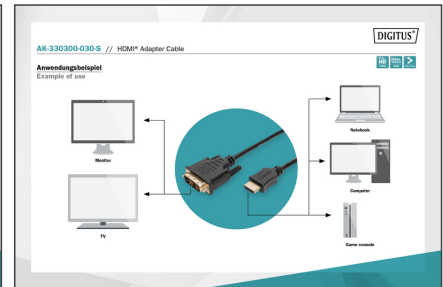 DIGITUS®
AK-330300-030-S // HDMI® Adapter Cable
Anwendungsbeispiel
Example of use
Monitor
TV
Notebook
Computer
Game console